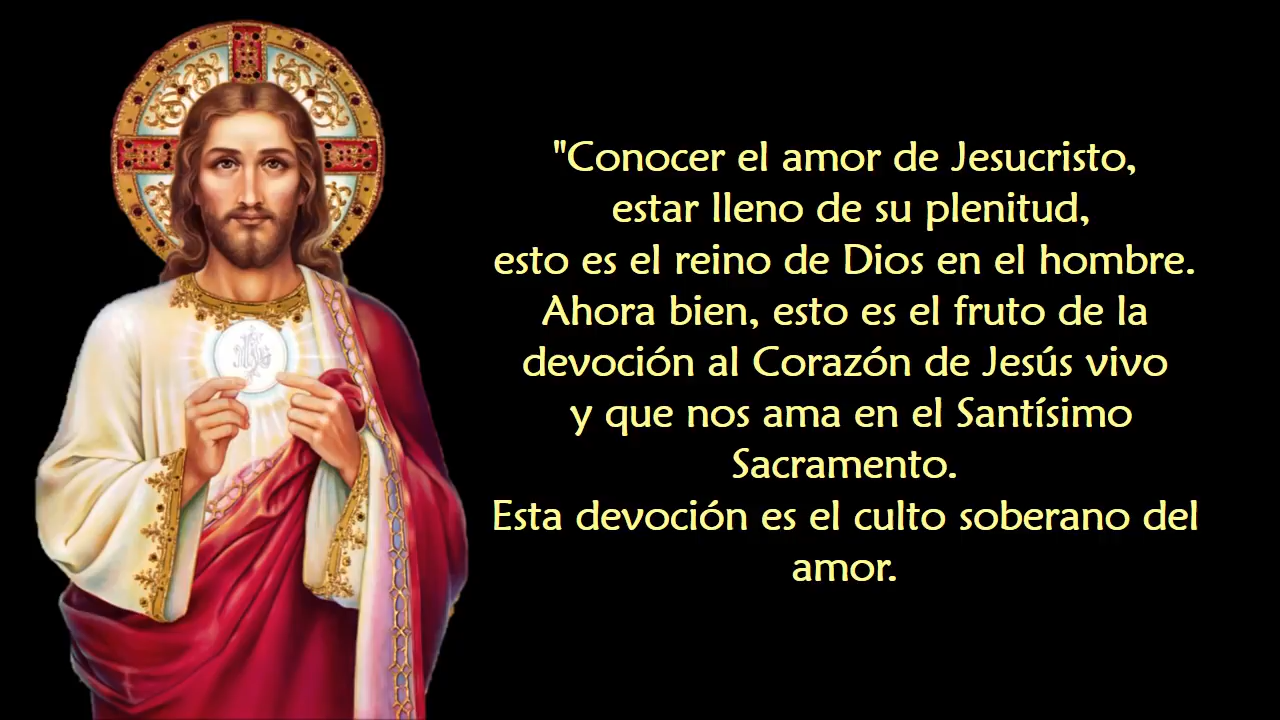 "Conocer el amor de Jesucristo,
estar lleno de su plenitud,
esto es el reino de Dios en el hombre.
Ahora bien, esto es el fruto de la
devoción al Corazón de Jesús vivo
y que nos ama en el Santísimo
Sacramento.
Esta devoción es el culto soberano del
amor.